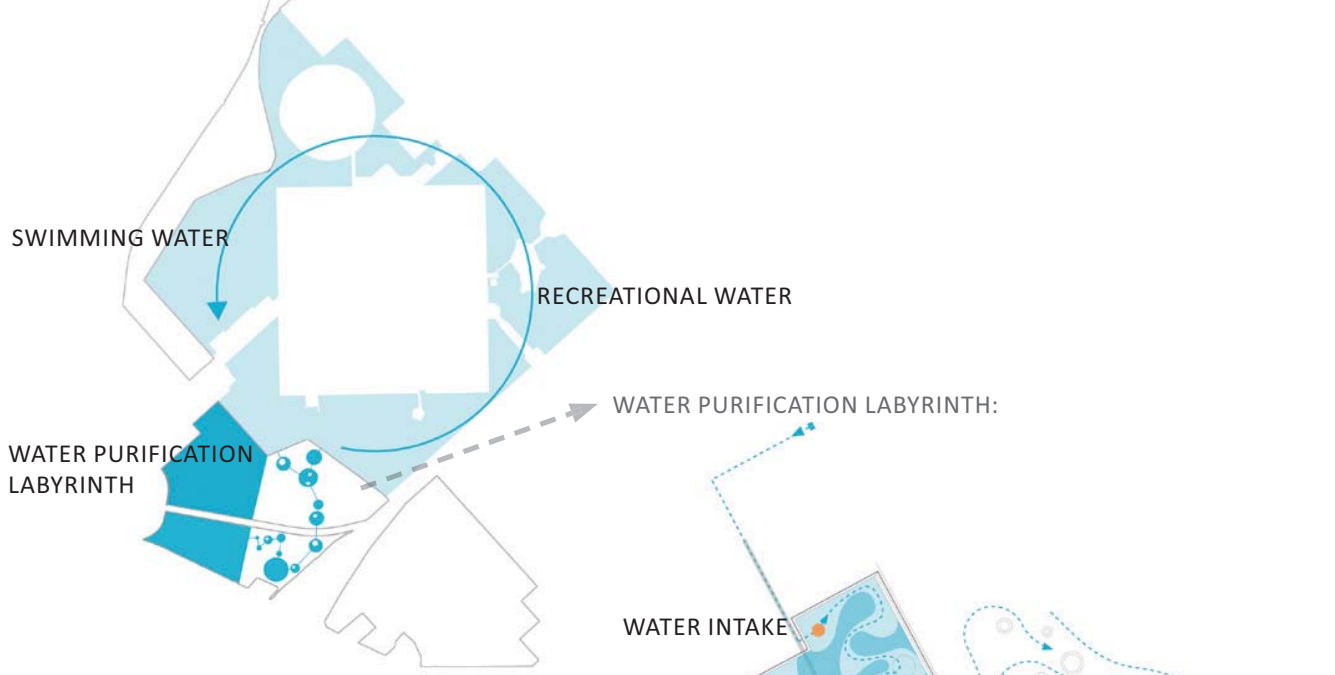 SWIMMING WATER
RECREATIONAL WATER
WATER PURIFICATION LABYRINTH:
WATER PURIFICATION
LABYRINTH
WATER INTAKE